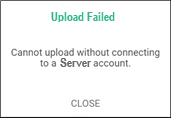 Upload Failed
Cannot upload without connecting
to a Server account.
CLOSE